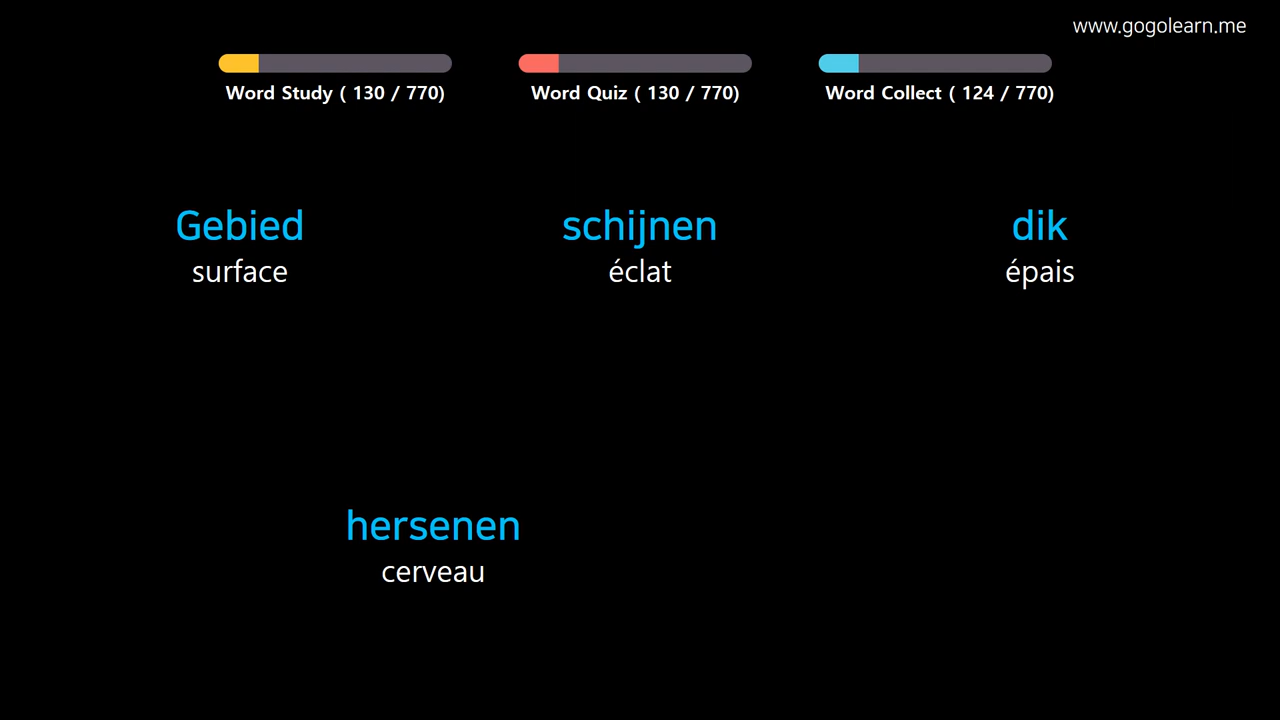 www.gogolearn.me
Word Study ( 130 / 770)
Word Quiz ( 130 / 770)
Word Collect ( 124 / 770)
Gebied
surface
schijnen
éclat
dik
épais
hersenen
cerveau